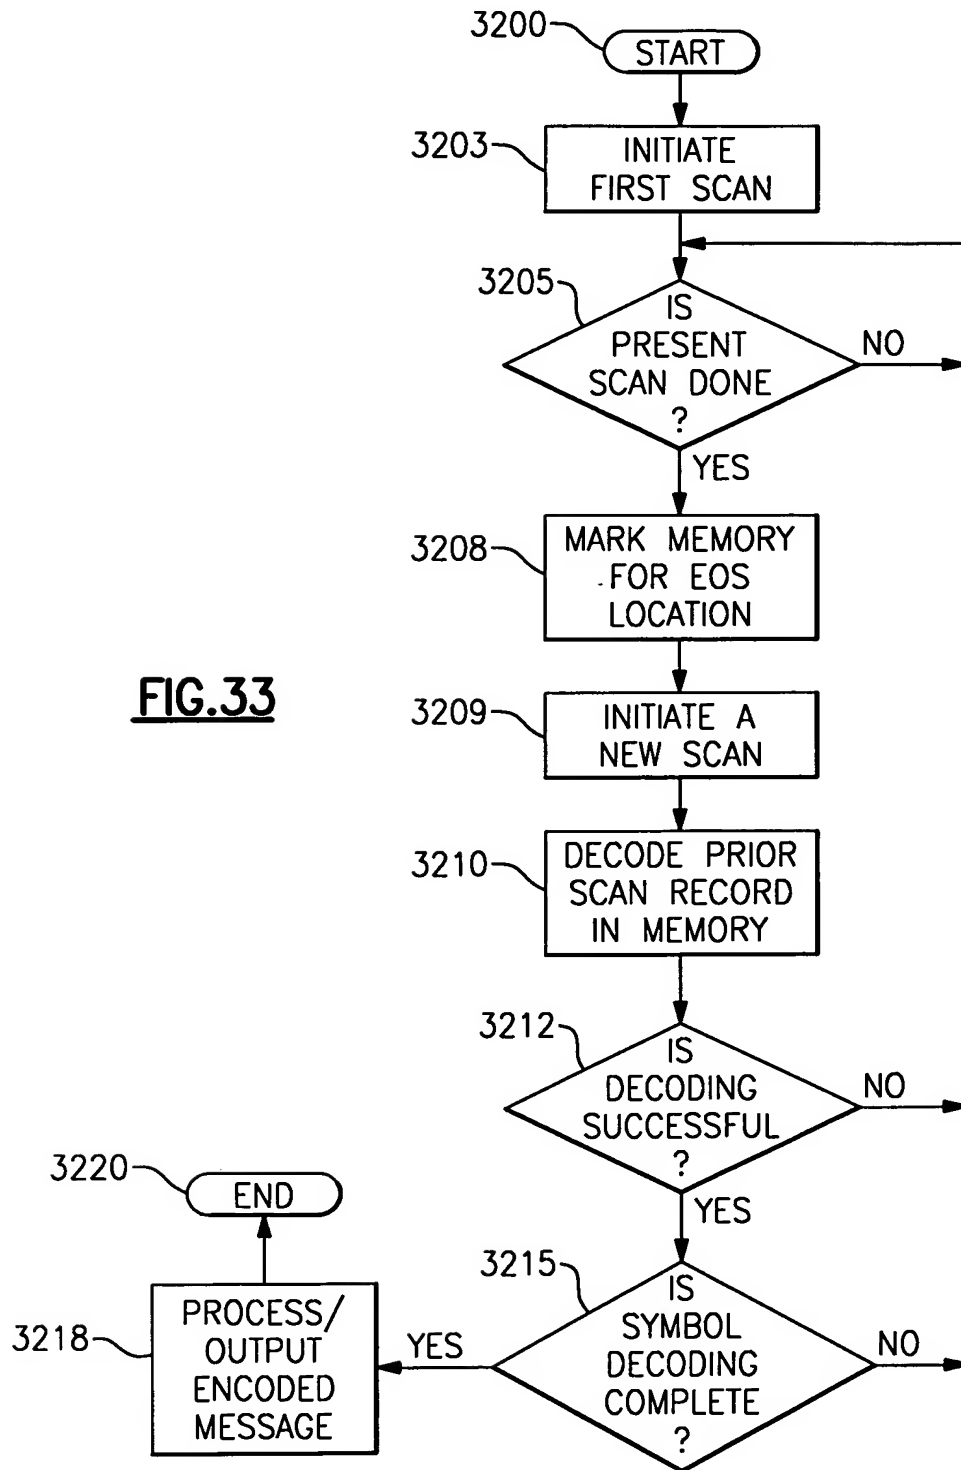 3200
START
3203
INITIATE
FIRST SCAN
3205
IS
PRESENT
SCAN DONE
?
NO
YES
3208
MARK MEMORY
FOR EOS
LOCATION
FIG.33
3209
INITIATE A
NEW SCAN
3210
DECODE PRIOR
SCAN RECORD
IN MEMORY
3212
IS
DECODING
SUCCESSFUL
?
NO
YES
3220
END
3215
IS
SYMBOL
DECODING
COMPLETE
?
NO
YES
3218
PROCESS/
OUTPUT
ENCODED
MESSAGE